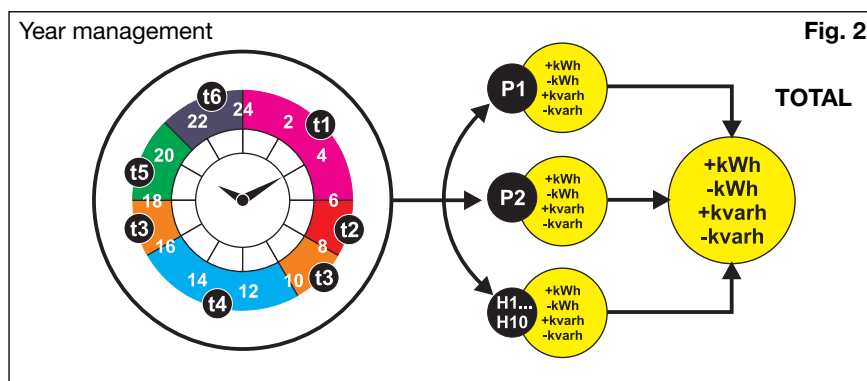 Year management
Fig. 2
t6
24
22
2
t1
20
4
t5
18
6
t3
t2
16
8
14
10
t3
12
t4
P1
+kWh
-kWh
+kvarh
-kvarh
P2
+kWh
-kWh
+kvarh
-kvarh
H1...
H10
+kWh
-kWh
+kvarh
-kvarh
TOTAL
+kWh
-kWh
+kvarh
-kvarh